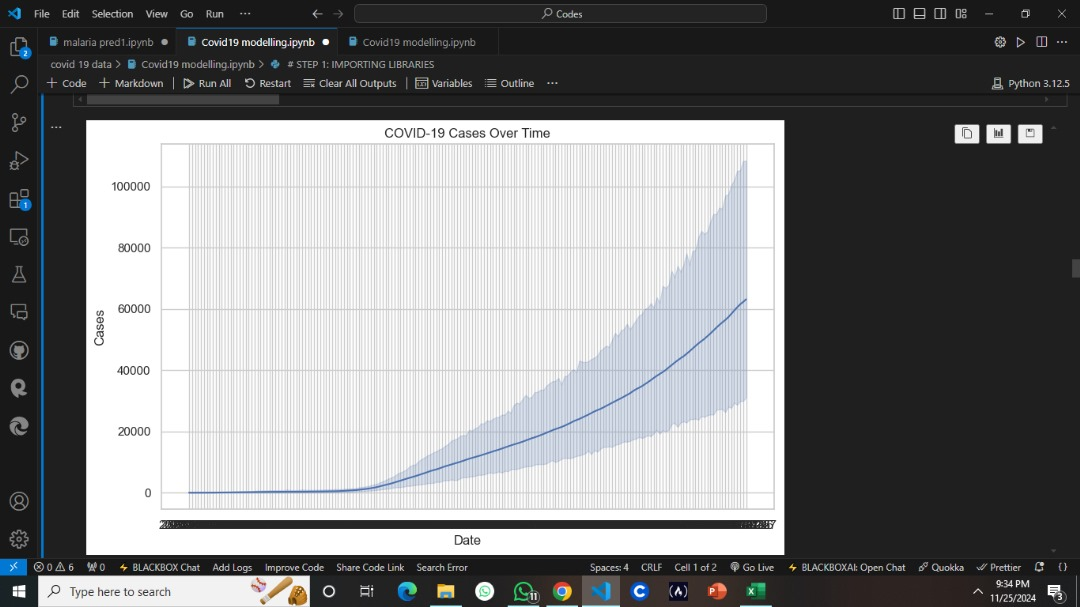 File Edit Selection View Go Run ··· Codes
malaria pred1.ipynb Covid19 modelling.ipynb Covid19 modelling.ipynb
covid 19 data > Covid19 modelling.ipynb > # STEP 1: IMPORTING LIBRARIES
+ Code + Markdown Run All Restart Clear All Outputs Variables Outline ··· Python 3.12.5
COVID-19 Cases Over Time
100000
80000
60000
40000
20000
0
Cases
Date
2
1
0 6 0 BLACKBOX Chat Add Logs Improve Code Share Code Link Search Error Spaces: 4 CRLF Cell 1 of 2 Go Live BLACKBOXAI: Open Chat Quokka Prettier {}
Type here to search 11 9:34 PM
11/25/2024 3